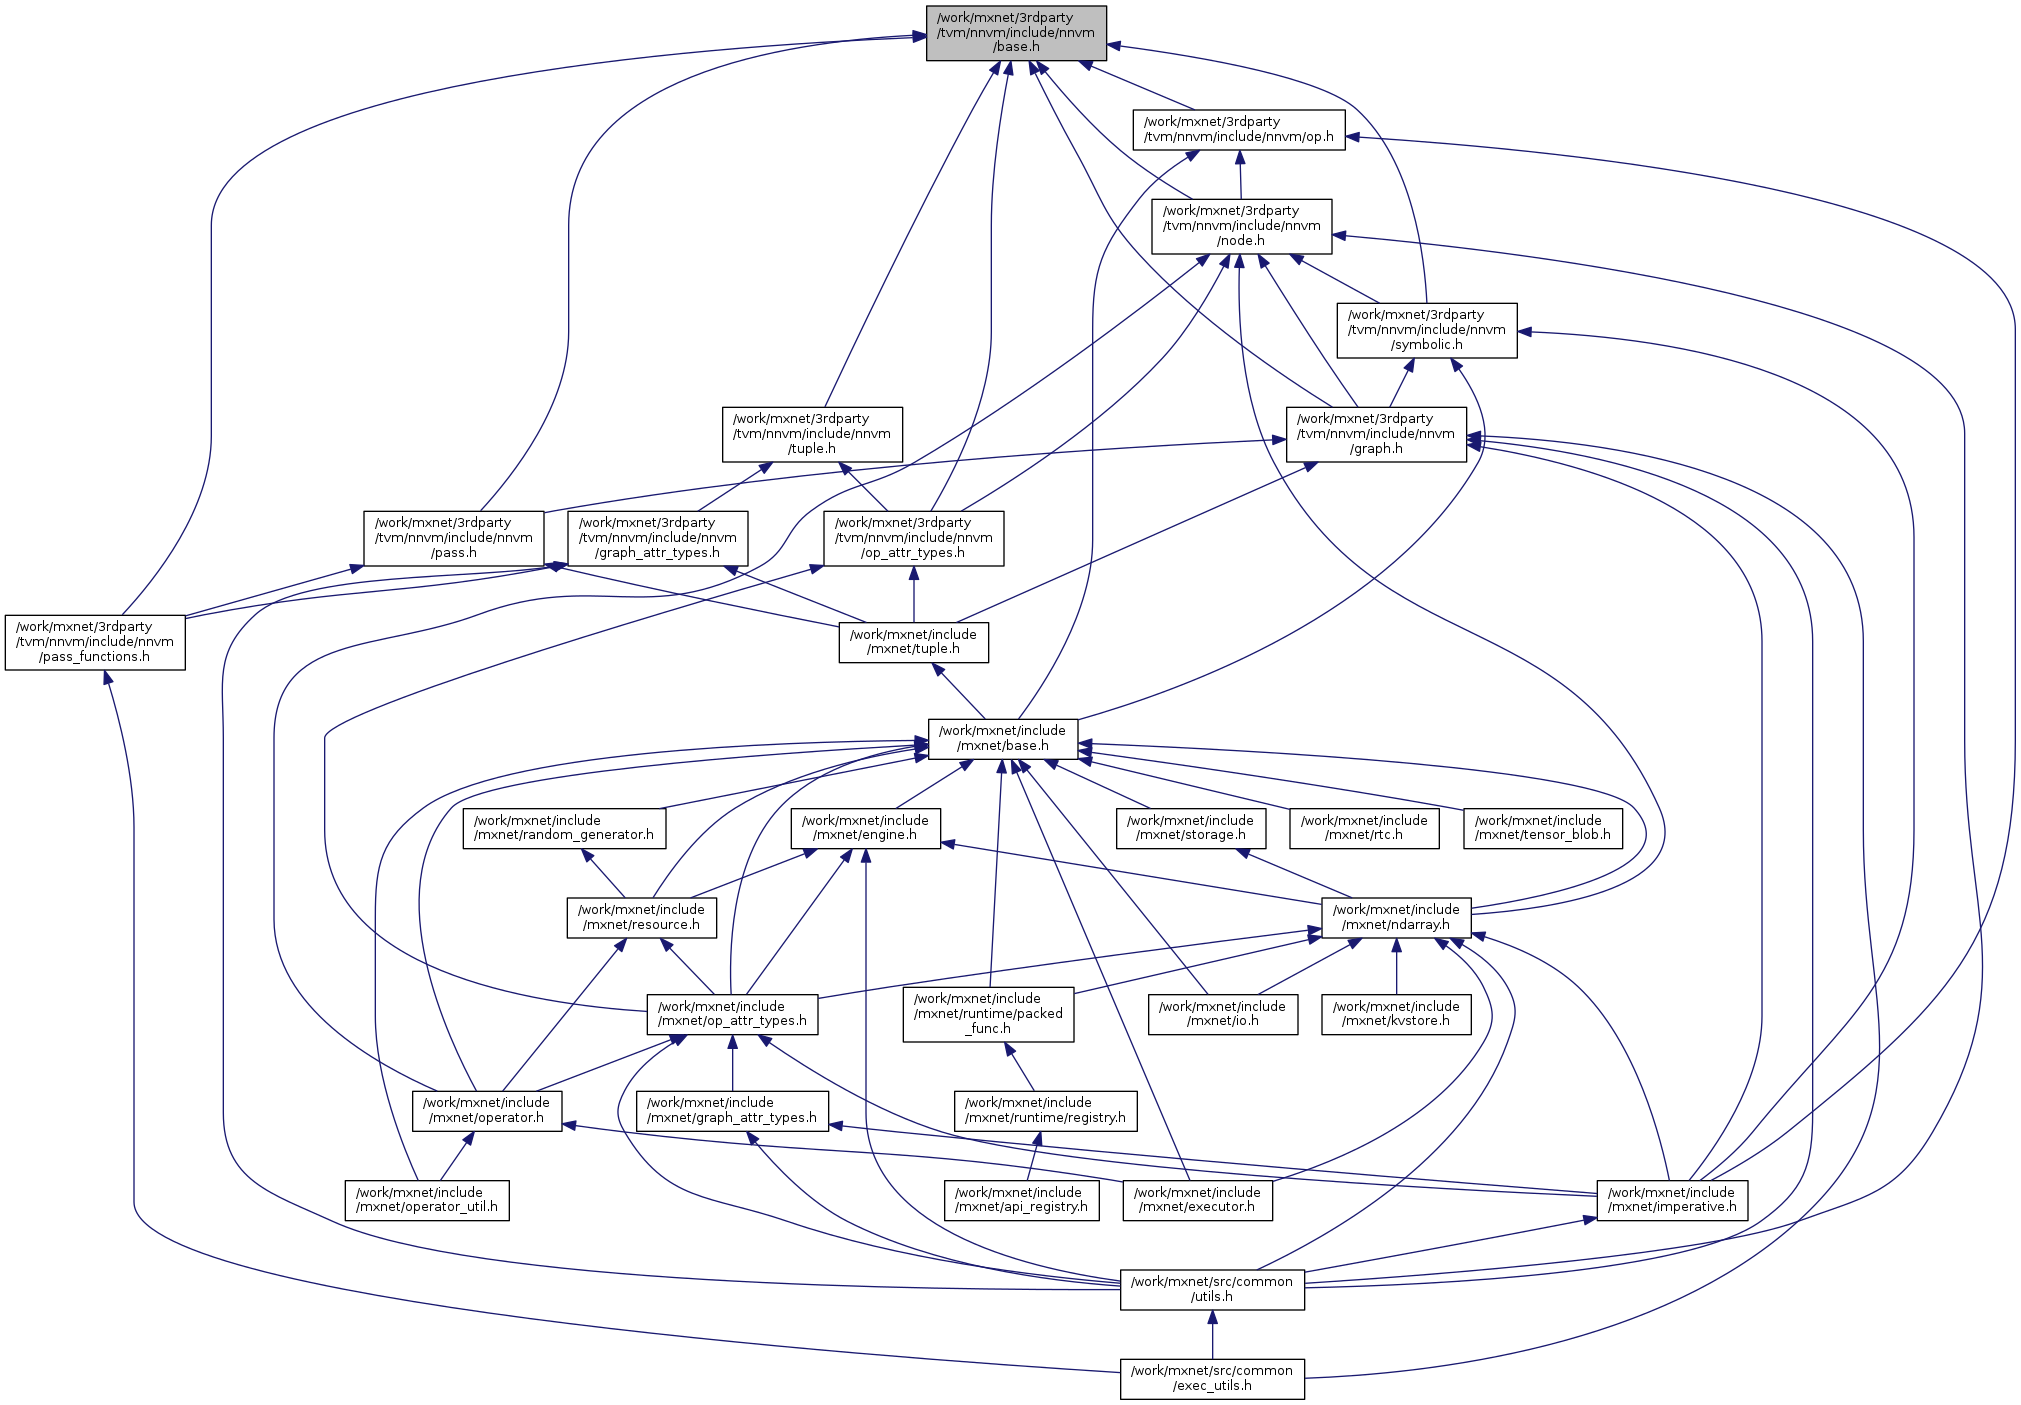 /work/mxnet/3rdparty
/tvm/nnvm/include/nnvm
/base.h
/work/mxnet/3rdparty
/tvm/nnvm/include/nnvm/op.h
/work/mxnet/3rdparty
/tvm/nnvm/include/nnvm
/node.h
/work/mxnet/3rdparty
/tvm/nnvm/include/nnvm
/symbolic.h
/work/mxnet/3rdparty
/tvm/nnvm/include/nnvm
/tuple.h
/work/mxnet/3rdparty
/tvm/nnvm/include/nnvm
/graph.h
/work/mxnet/3rdparty
/tvm/nnvm/include/nnvm
/pass.h
/work/mxnet/3rdparty
/tvm/nnvm/include/nnvm
/graph_attr_types.h
/work/mxnet/3rdparty
/tvm/nnvm/include/nnvm
/op_attr_types.h
/work/mxnet/3rdparty
/tvm/nnvm/include/nnvm
/pass_functions.h
/work/mxnet/include
/mxnet/tuple.h
/work/mxnet/include
/mxnet/base.h
/work/mxnet/include
/mxnet/random_generator.h
/work/mxnet/include
/mxnet/engine.h
/work/mxnet/include
/mxnet/storage.h
/work/mxnet/include
/mxnet/rtc.h
/work/mxnet/include
/mxnet/tensor_blob.h
/work/mxnet/include
/mxnet/resource.h
/work/mxnet/include
/mxnet/ndarray.h
/work/mxnet/include
/mxnet/op_attr_types.h
/work/mxnet/include
/mxnet/runtime/packed
_func.h
/work/mxnet/include
/mxnet/io.h
/work/mxnet/include
/mxnet/kvstore.h
/work/mxnet/include
/mxnet/operator.h
/work/mxnet/include
/mxnet/graph_attr_types.h
/work/mxnet/include
/mxnet/runtime/registry.h
/work/mxnet/include
/mxnet/operator_util.h
/work/mxnet/include
/mxnet/api_registry.h
/work/mxnet/include
/mxnet/executor.h
/work/mxnet/include
/mxnet/imperative.h
/work/mxnet/src/common
/utils.h
/work/mxnet/src/common
/exec_utils.h